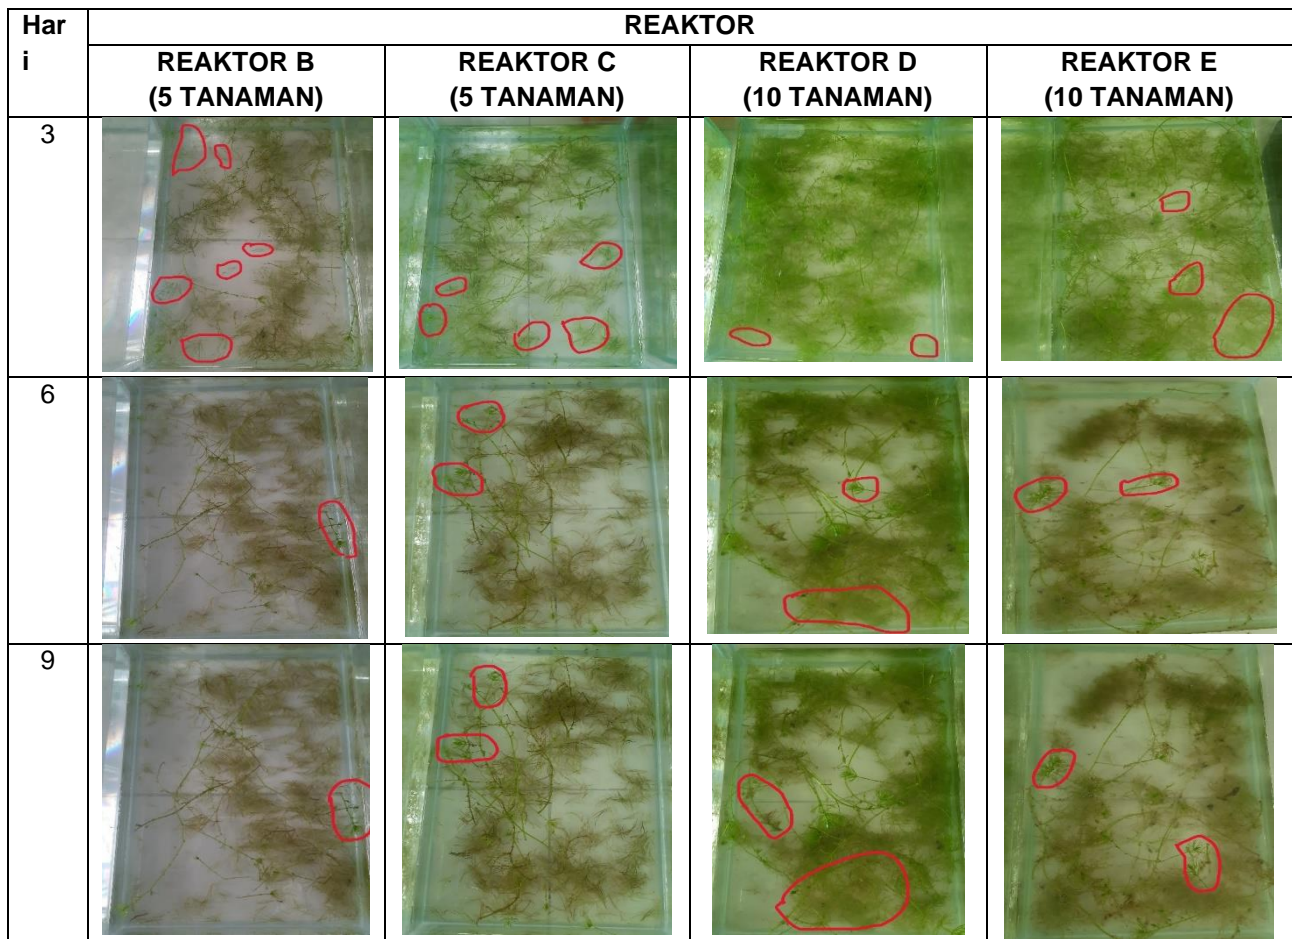 Har
i
REAKTOR
REAKTOR B
(5 TANAMAN)
REAKTOR C
(5 TANAMAN)
REAKTOR D
(10 TANAMAN)
REAKTOR E
(10 TANAMAN)
3
6
9